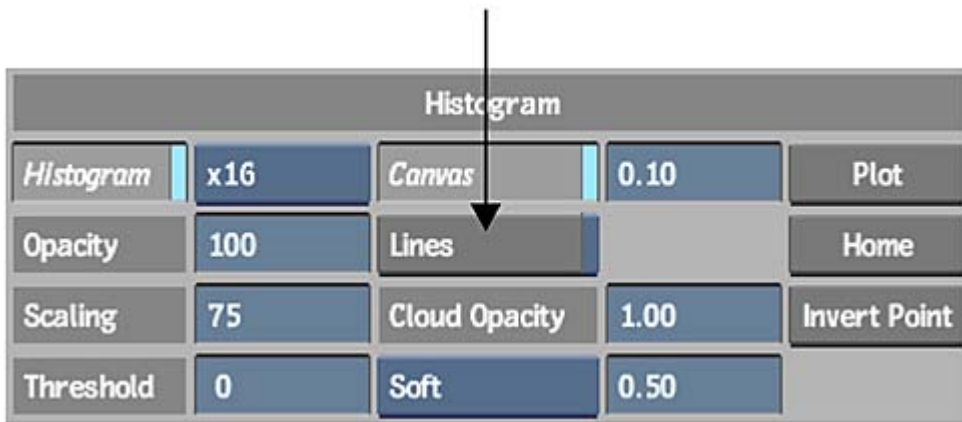 Histogram
Histogram x16 Canvas 0.10 Plot
Opacity 100 Lines Home
Scaling 75 Cloud Opacity 1.00 Invert Point
Threshold 0 Soft 0.50